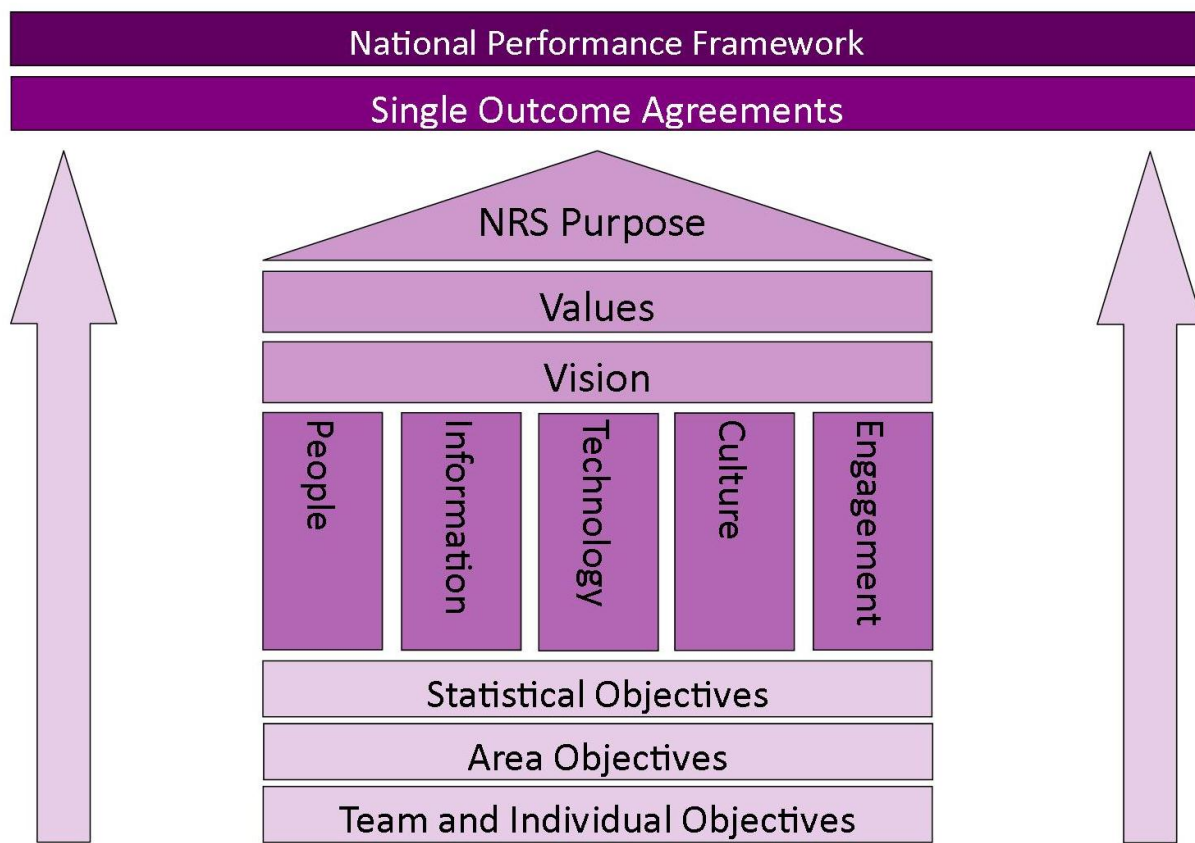 National Performance Framework
Single Outcome Agreements
NRS Purpose
Values
Vision
People
Information
Technology
Culture
Engagement
Statistical Objectives
Area Objectives
Team and Individual Objectives